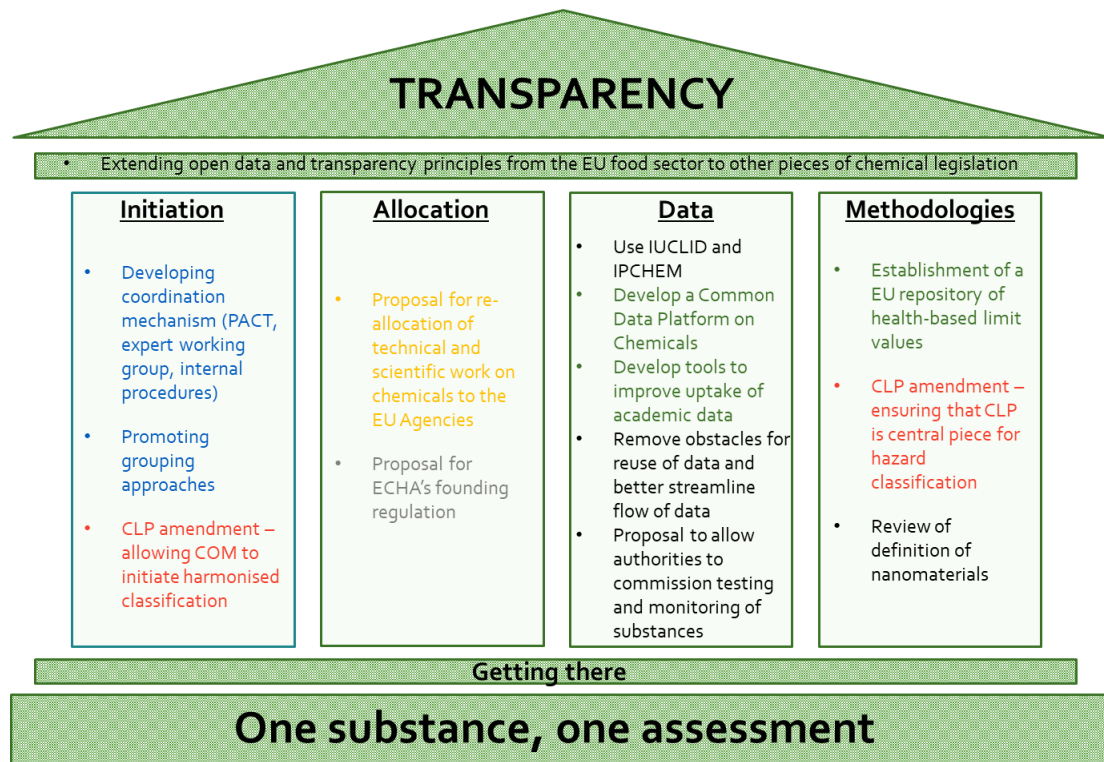 TRANSPARENCY
• Extending open data and transparency principles from the EU food sector to other pieces of chemical legislation
Initiation
• Developing
coordination
mechanism (PACT,
expert working
group, internal
procedures)
• Promoting
grouping
approaches
• CLP amendment –
allowing COM to
initiate harmonised
classification
Allocation
• Proposal for re-
allocation of
technical and
scientific work on
chemicals to the
EU Agencies
• Proposal for
ECHA's founding
regulation
Data
• Use IUCLID and
IPCHEM
• Develop a Common
Data Platform on
Chemicals
• Develop tools to
improve uptake of
academic data
• Remove obstacles for
reuse of data and
better streamline
flow of data
• Proposal to allow
authorities to
commission testing
and monitoring of
substances
Methodologies
• Establishment of a
EU repository of
health-based limit
values
• CLP amendment –
ensuring that CLP
is central piece for
hazard
classification
• Review of
definition of
nanomaterials
Getting there
One substance, one assessment